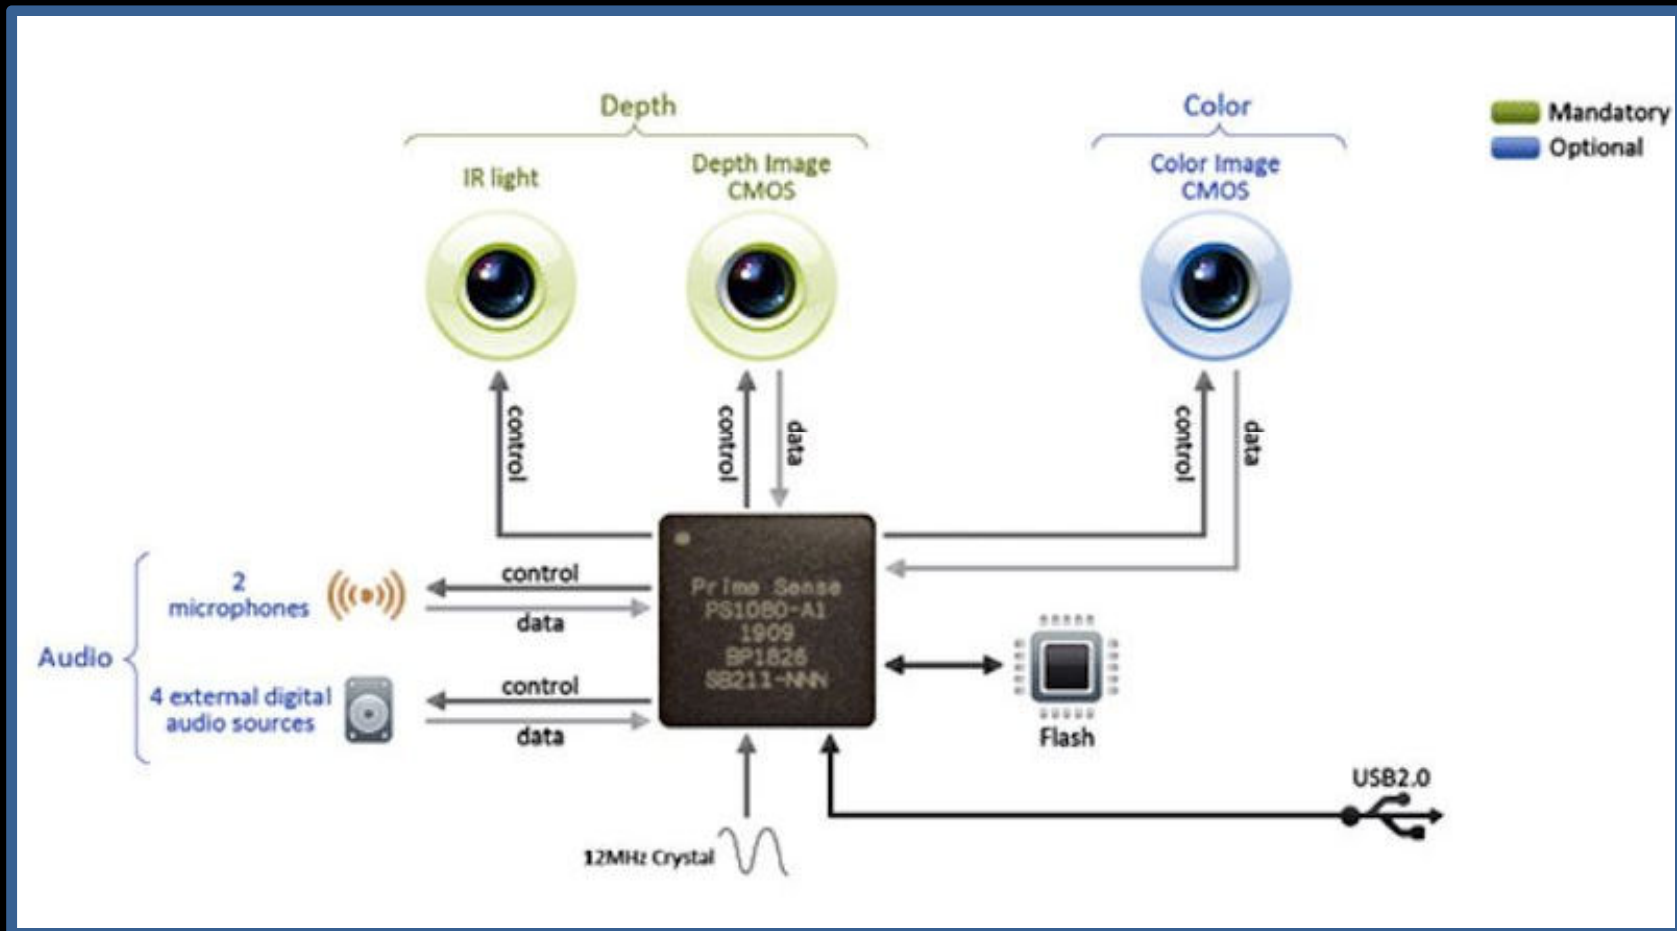 Depth
Color
Mandatory
Optional
IR light
Depth Image
CMOS
Color Image
CMOS
control
control
data
control
data
Audio
2
microphones
control
data
4 external digital
audio sources
control
data
Prime Sense
PS1080-A1
1909
BP1826
SB211-NNN
Flash
USB2.0
12MHz Crystal